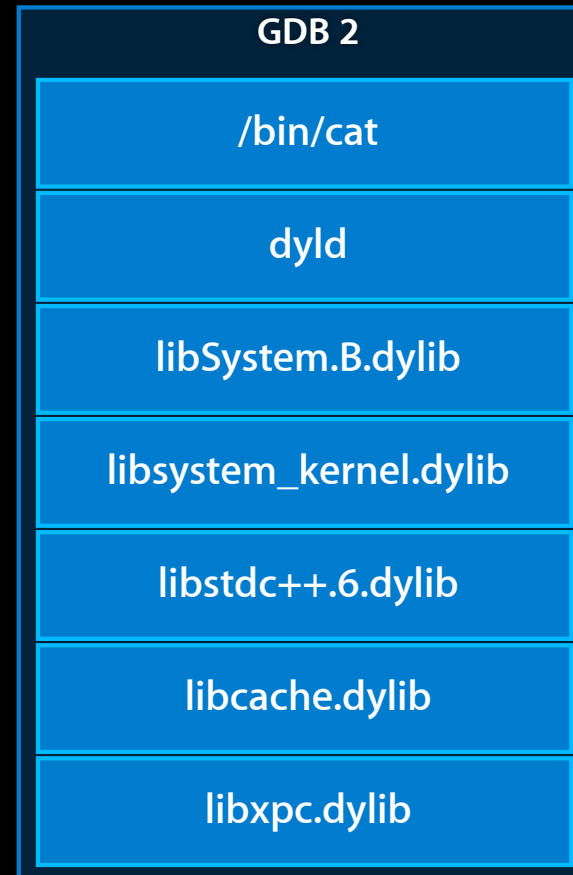 GDB 2
/bin/cat
dyld
libSystem.B.dylib
libsystem_kernel.dylib
libstdc++.6.dylib
libcache.dylib
libxpc.dylib